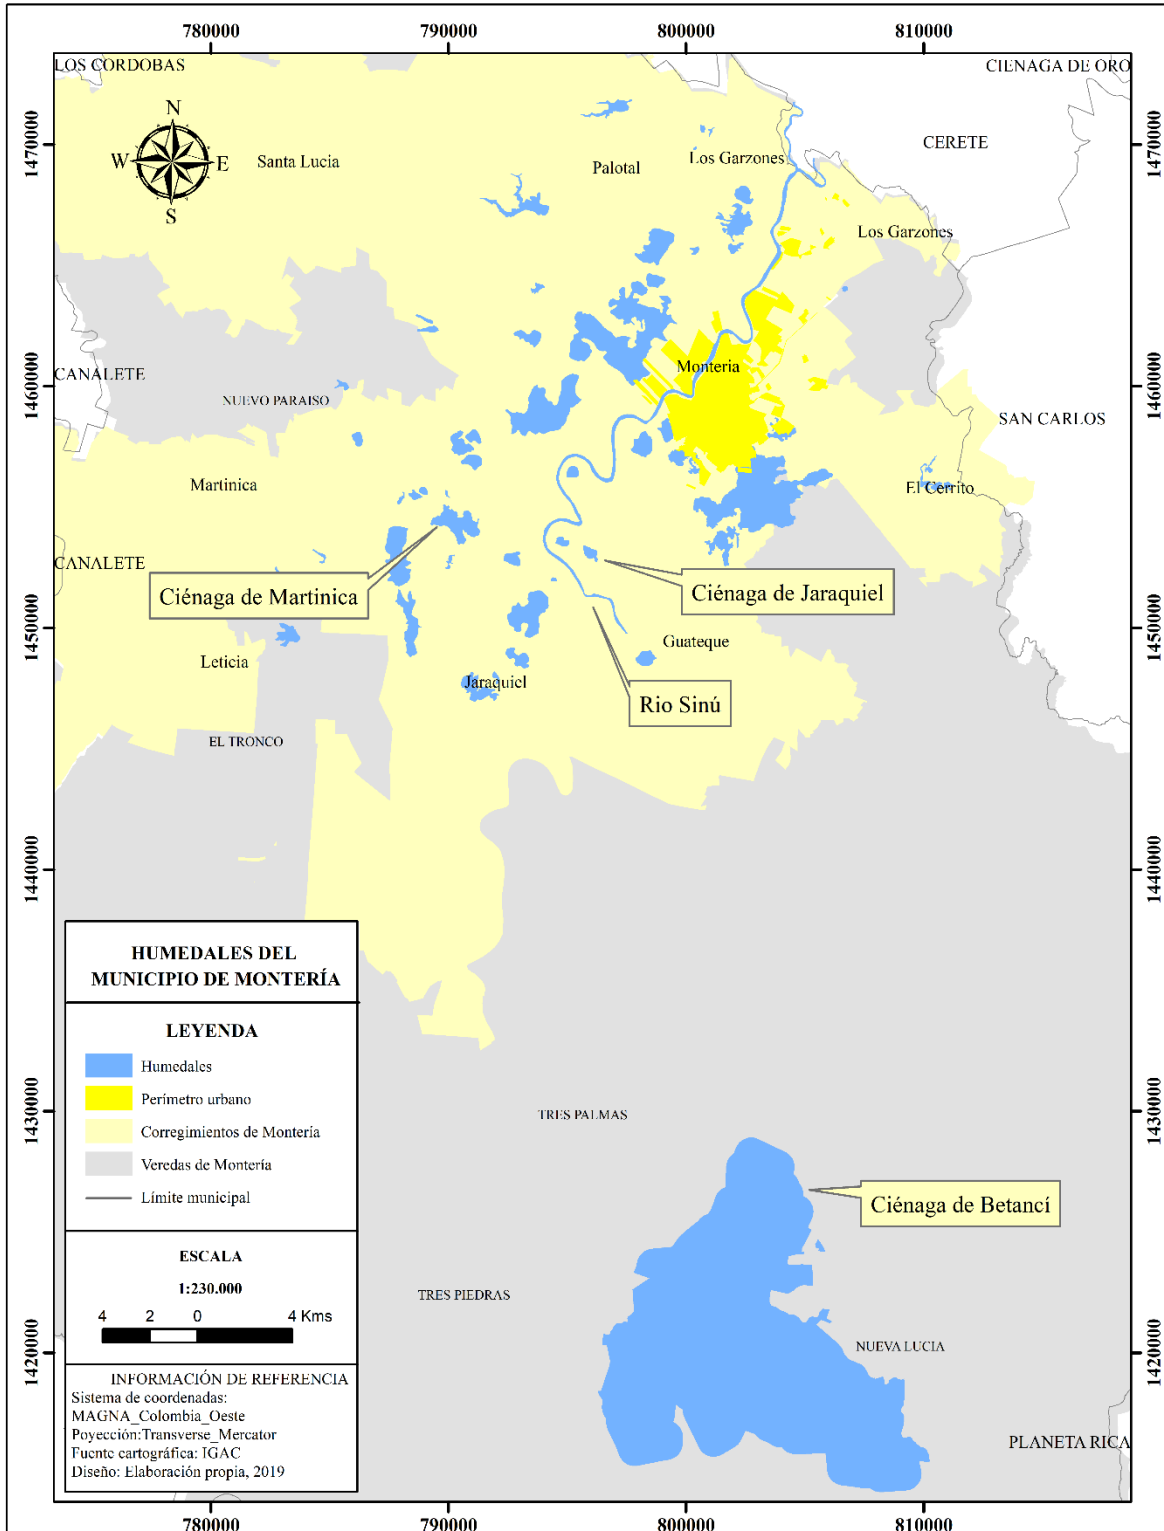 780000 790000 800000 810000
LOS CORDOBAS
CIENAGA DE ORO
N
W E
S
1470000
1470000
CERETE
Santa Lucia
Palotal
Los Garzones
Los Garzones
1460000
1460000
CANALETE
NUEVO PARAISO
Monteria
SAN CARLOS
Martinica
El Cerrito
CANALETE
Ciénaga de Martinica
Ciénaga de Jaraquiel
1450000
1450000
Leticia
Guateque
Jaraquiel
Rio Sinú
EL TRONCO
1440000
1440000
HUMEDALES DEL
MUNICIPIO DE MONTERÍA
LEYENDA
Humedales
Perímetro urbano
Corregimientos de Montería
Veredas de Montería
Límite municipal
1430000
1430000
TRES PALMAS
Ciénaga de Betancí
ESCALA
1:230.000
4 2 0 4 Kms
TRES PIEDRAS
NUEVA LUCIA
1420000
1420000
INFORMACIÓN DE REFERENCIA
Sistema de coordenadas:
MAGNA_Colombia_Oeste
Poyección:Transverse_Mercator
Fuente cartográfica: IGAC
Diseño: Elaboración propia, 2019
PLANETA RICA
780000 790000 800000 810000